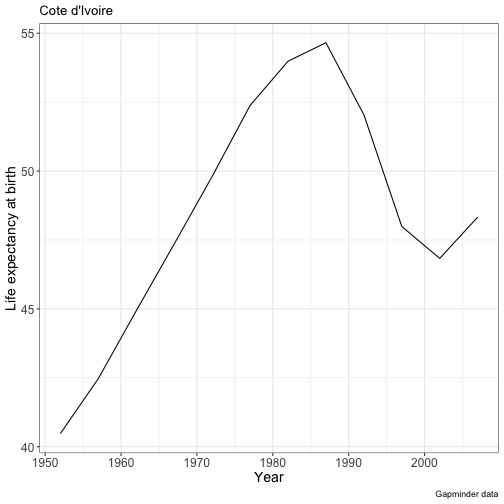 Cote d'Ivoire
55
50
45
40
Life expectancy at birth
1950 1960 1970 1980 1990 2000
Year
Gapminder data